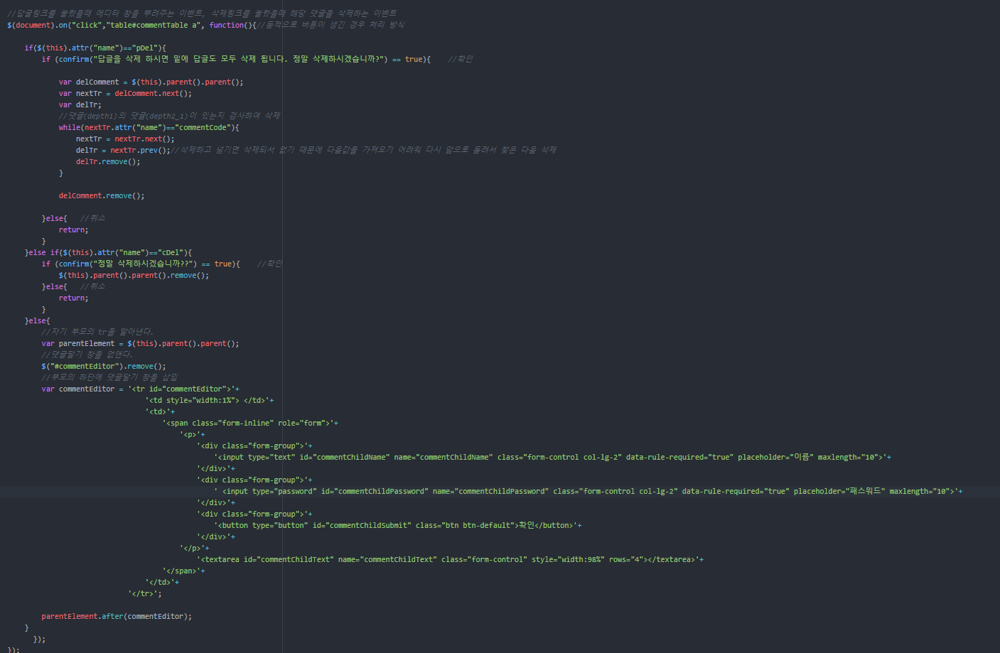 //답글링크를 눌렀을때 에디터 창을 뿌려주는 이벤트, 삭제링크를 눌렀을때 해당 댓글을 삭제하는 이벤트
$(document).on("click","table#commentTable a", function(){//동적으로 버튼이 생긴 경우 처리 방식
if($(this).attr("name")=="pDel"){
if (confirm("답글을 삭제 하시면 밑에 답글도 모두 삭제 됩니다. 정말 삭제하시겠습니까?") == true){    //확인
var delComment = $(this).parent().parent();
var nextTr = delComment.next();
var delTr;
//댓글(depth1)의 댓글(depth2_1)이 있는지 검사하여 삭제
while(nextTr.attr("name")=="commentCode"){
nextTr = nextTr.next();
delTr = nextTr.prev();//삭제하고 넘기면 삭제되서 없기 때문에 다음값을 가져오기 어려워 다시 앞으로 돌려서 찾은 다음 삭제
delTr.remove();
}
delComment.remove();
}else{   //취소
return;
}
}else if($(this).attr("name")=="cDel"){
if (confirm("정말 삭제하시겠습니까??") == true){    //확인
$(this).parent().parent().remove();
}else{   //취소
return;
}
}else{
//자기 부모의 tr을 알아낸다.
var parentElement = $(this).parent().parent();
//댓글달기 창을 없앤다.
$("#commentEditor").remove();
//부모의 하단에 댓글달기 창을 삽입
var commentEditor = '<tr id="commentEditor">'+
'<td style="width:1%"> </td>'+
'<td>'+
'<span class="form-inline" role="form">'+
'<p>'+
'<div class="form-group">'+
'<input type="text" id="commentChildName" name="commentChildName" class="form-control col-lg-2" data-rule-required="true" placeholder="이름" maxlength="10">'+
'</div>'+
'<div class="form-group">'+
' <input type="password" id="commentChildPassword" name="commentChildPassword" class="form-control col-lg-2" data-rule-required="true" placeholder="패스워드" maxlength="10">'+
'</div>'+
'<div class="form-group">'+
'<button type="button" id="commentChildSubmit" class="btn btn-default">확인</button>'+
'</div>'+
'</p>'+
'<textarea id="commentChildText" name="commentChildText" class="form-control" style="width:98%" rows="4"></textarea>'+
'</span>'+
'</td>'+
'</tr>';
parentElement.after(commentEditor);
}
});
});